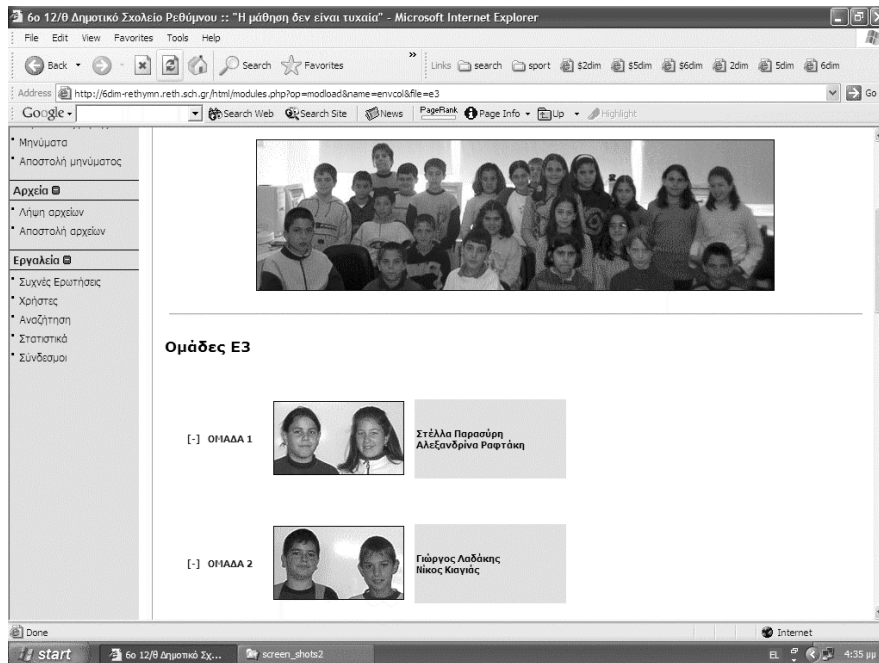 6ο 12/θ Δημοτικό Σχολείο Ρεθύμνου :: "Η μάθηση δεν είναι τυχαία" - Microsoft Internet Explorer
File Edit View Favorites Tools Help
Back Search Favorites » Links search sport $2dim $5dim $6dim 2dim 5dim 6dim
Address http://6dim-rethymn.reth.sch.gr/html/modules.php?op=modload&name=envcol&file=e3 Go
Google Search Web Search Site News PageRank Page Info Up Highlight
Μηνύματα
Αποστολή μηνύματος
Αρχεία
Λήψη αρχείων
Αποστολή αρχείων
Εργαλεία
Συχνές Ερωτήσεις
Χρήστες
Αναζήτηση
Στατιστικά
Σύνδεσμοι
Ομάδες Ε3
[-] ΟΜΑΔΑ 1
Στέλλα Παρασύρη
Αλεξανδρίνα Ραφτάκη
[-] ΟΜΑΔΑ 2
Γιώργος Λαδάκης
Νίκος Κιαγιάς
Done Internet
start 6ο 12/θ Δημοτικό Σχ... screen_shots2 EL 4:35 μμ